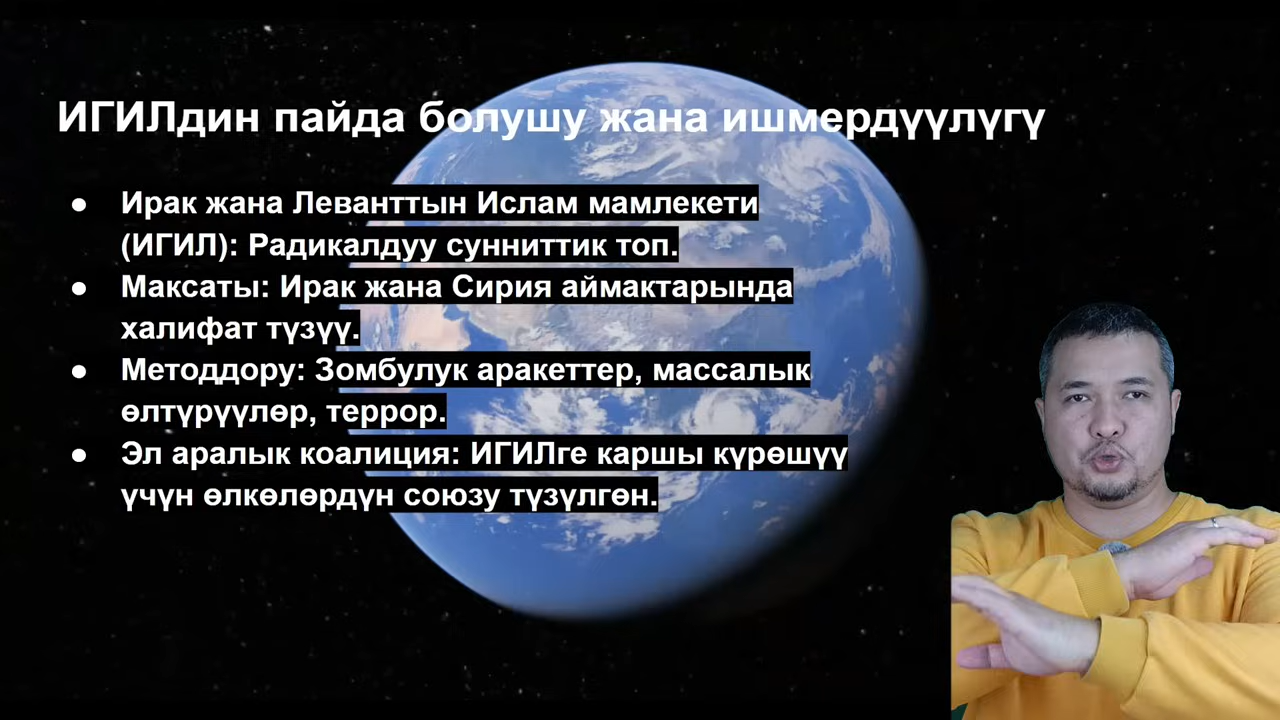 ИГИЛдин пайда болушу жана ишмердүүлүгү
● Ирак жана Леванттын Ислам мамлекети
(ИГИЛ): Радикалдуу сунниттик топ.
● Максаты: Ирак жана Сирия аймактарында
халифат түзүү.
● Методдору: Зомбулук аракеттер, массалык
өлтүрүүлөр, террор.
● Эл аралык коалиция: ИГИЛге каршы күрөшүү
үчүн өлкөлөрдүн союзу түзүлгөн.